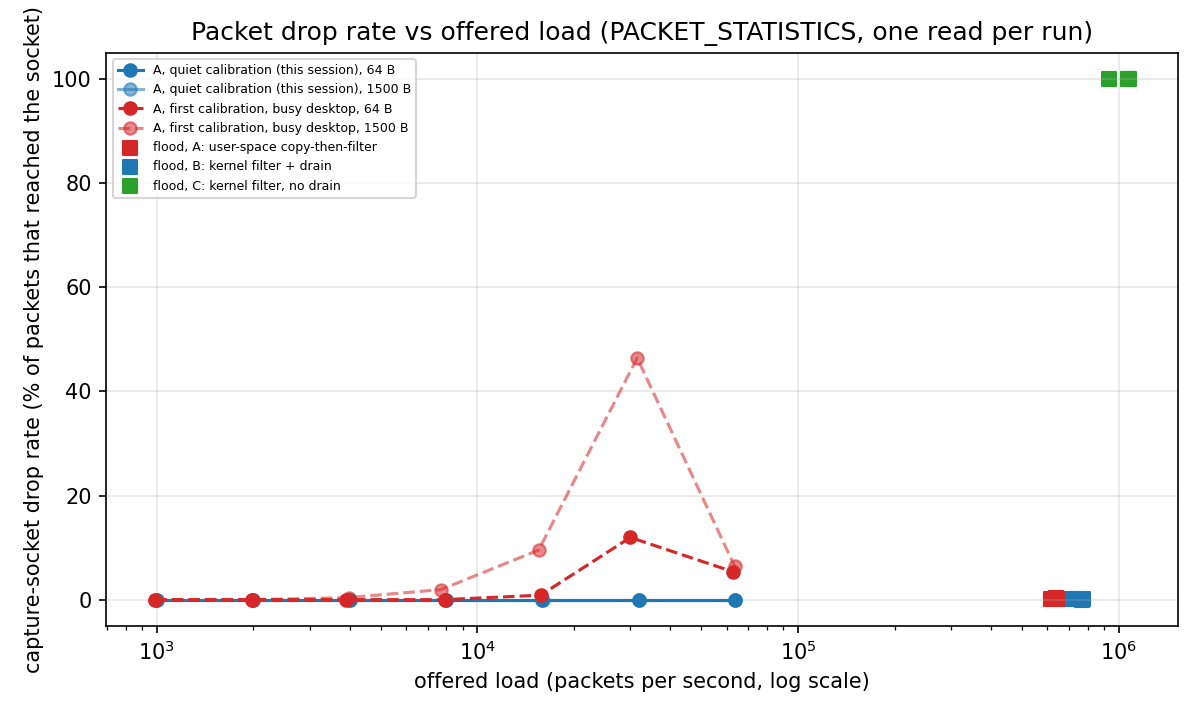 Packet drop rate vs offered load (PACKET_STATISTICS, one read per run)
capture-socket drop rate (% of packets that reached the socket)
100
80
60
40
20
0
A, quiet calibration (this session), 64 B
A, quiet calibration (this session), 1500 B
A, first calibration, busy desktop, 64 B
A, first calibration, busy desktop, 1500 B
flood, A: user-space copy-then-filter
flood, B: kernel filter + drain
flood, C: kernel filter, no drain
10³ 10⁴ 10⁵ 10⁶
offered load (packets per second, log scale)